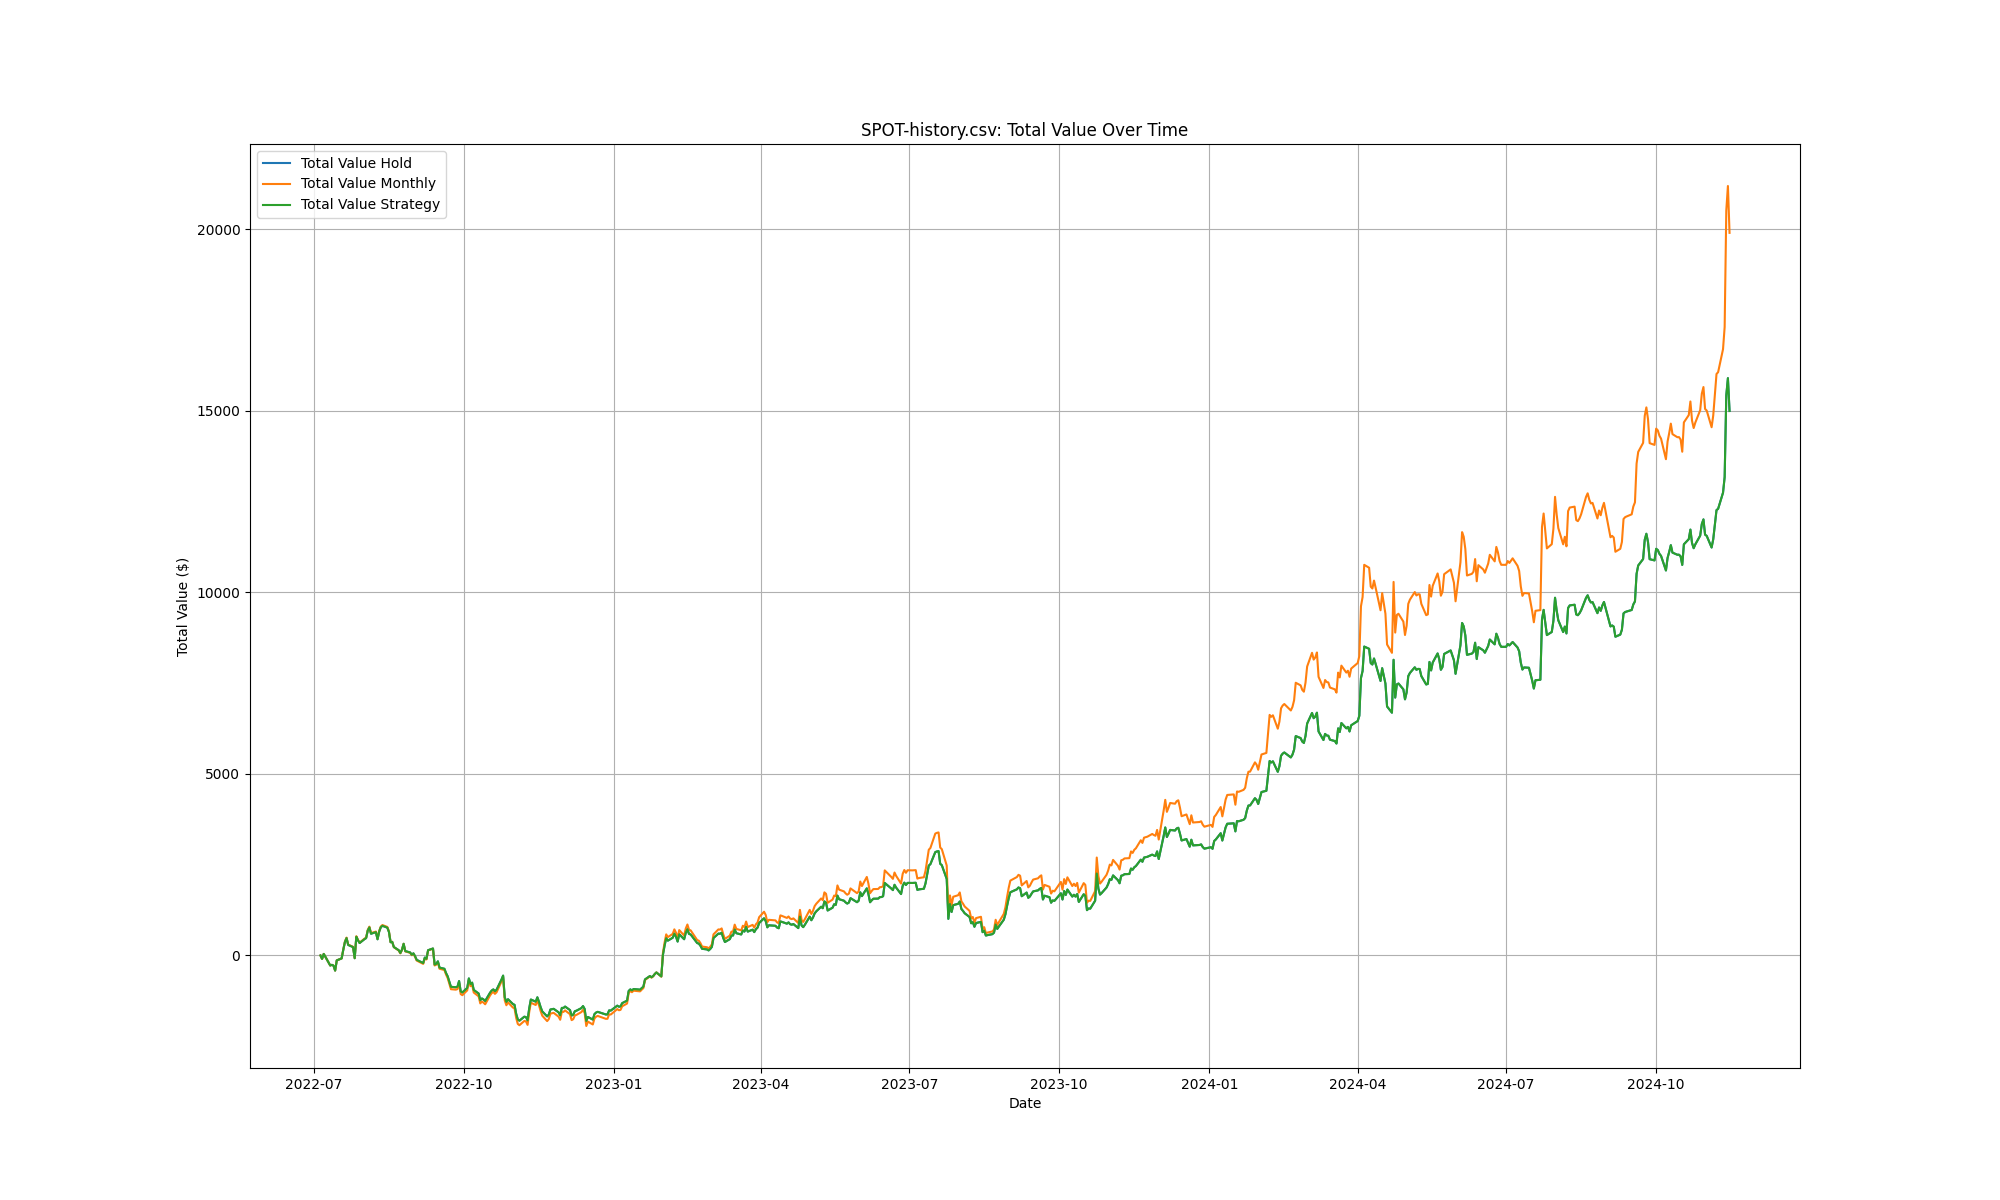 SPOT-history.csv: Total Value Over Time
Total Value Hold
Total Value Monthly
Total Value Strategy
Total Value ($)
20000
15000
10000
5000
0
2022-07 2022-10 2023-01 2023-04 2023-07 2023-10 2024-01 2024-04 2024-07 2024-10
Date